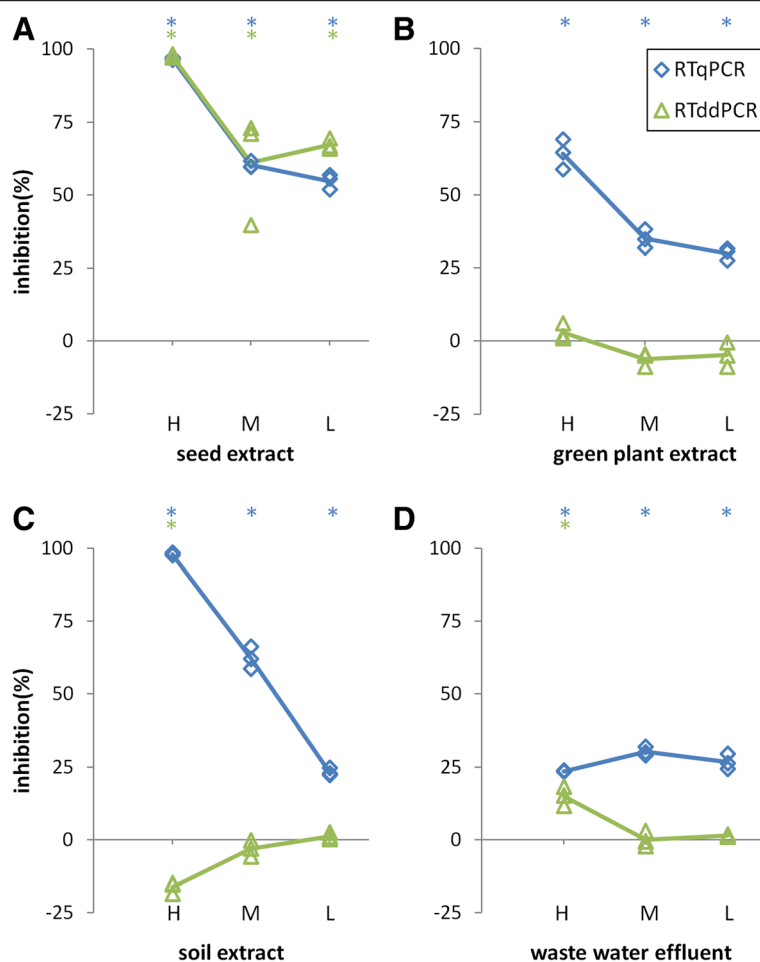 A
* * *
* * *
100
75
50
25
0
-25
inhibition(%)
H M L
seed extract
B
* * *
RTqPCR
RTddPCR
100
75
50
25
0
-25
H M L
green plant extract
C
* * *
*
100
75
50
25
0
-25
inhibition(%)
H M L
soil extract
D
* * *
*
100
75
50
25
0
-25
H M L
waste water effluent